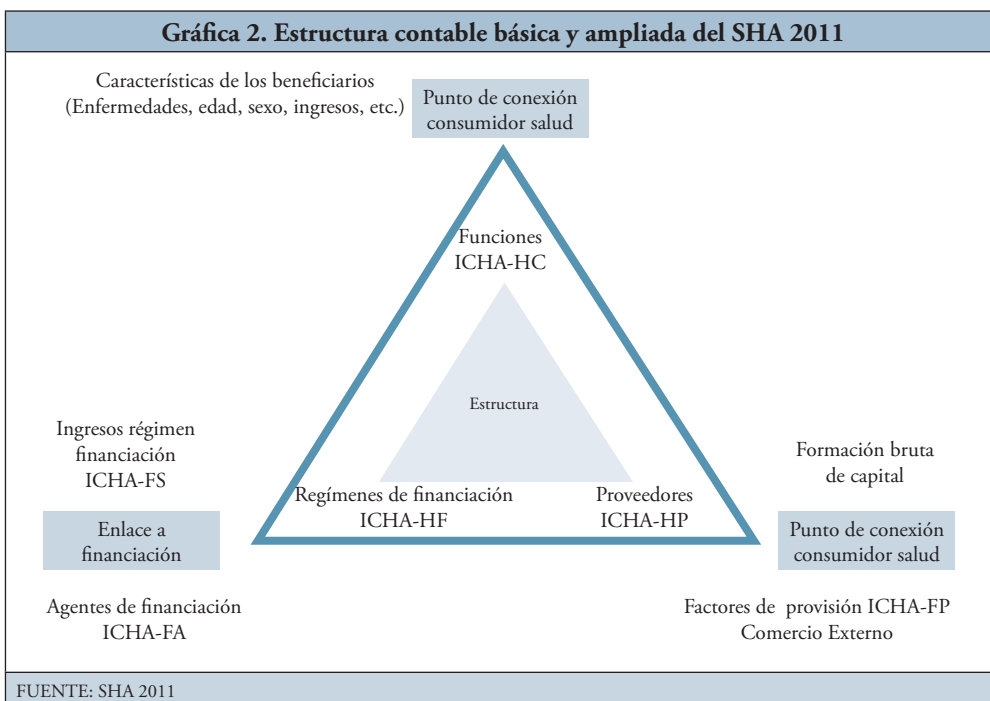 Gráfica 2. Estructura contable básica y ampliada del SHA 2011
Características de los beneficiarios
(Enfermedades, edad, sexo, ingresos, etc.)
Punto de conexión
consumidor salud
Funciones
ICHA-HC
Estructura
Ingresos régimen
financiación
ICHA-FS
Enlace a
financiación
Agentes de financiación
ICHA-FA
Regímenes de financiación
ICHA-HF
Proveedores
ICHA-HP
Formación bruta
de capital
Punto de conexión
consumidor salud
Factores de provisión ICHA-FP
Comercio Externo
FUENTE: SHA 2011